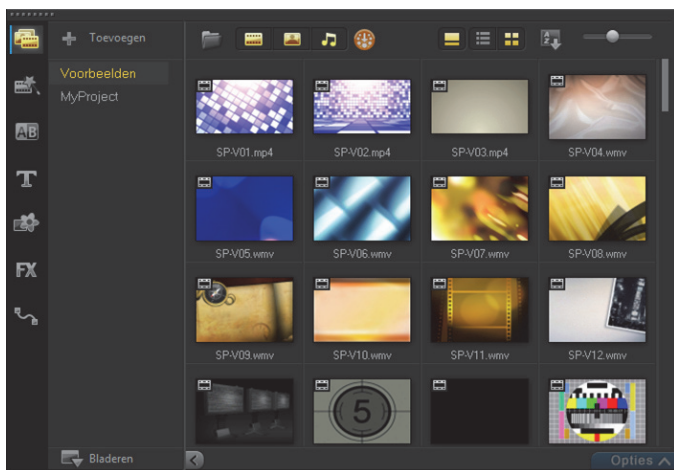 Toevoegen
Voorbeelden
MyProject
AB
T
FX
A
Z
SP-V01.mp4
SP-V02.mp4
SP-V03.mp4
SP-V04.wmv
SP-V05.wmv
SP-V06.wmv
SP-V07.wmv
SP-V08.wmv
SP-V09.wmv
SP-V10.wmv
SP-V11.wmv
SP-V12.wmv
5
Bladeren
Opties